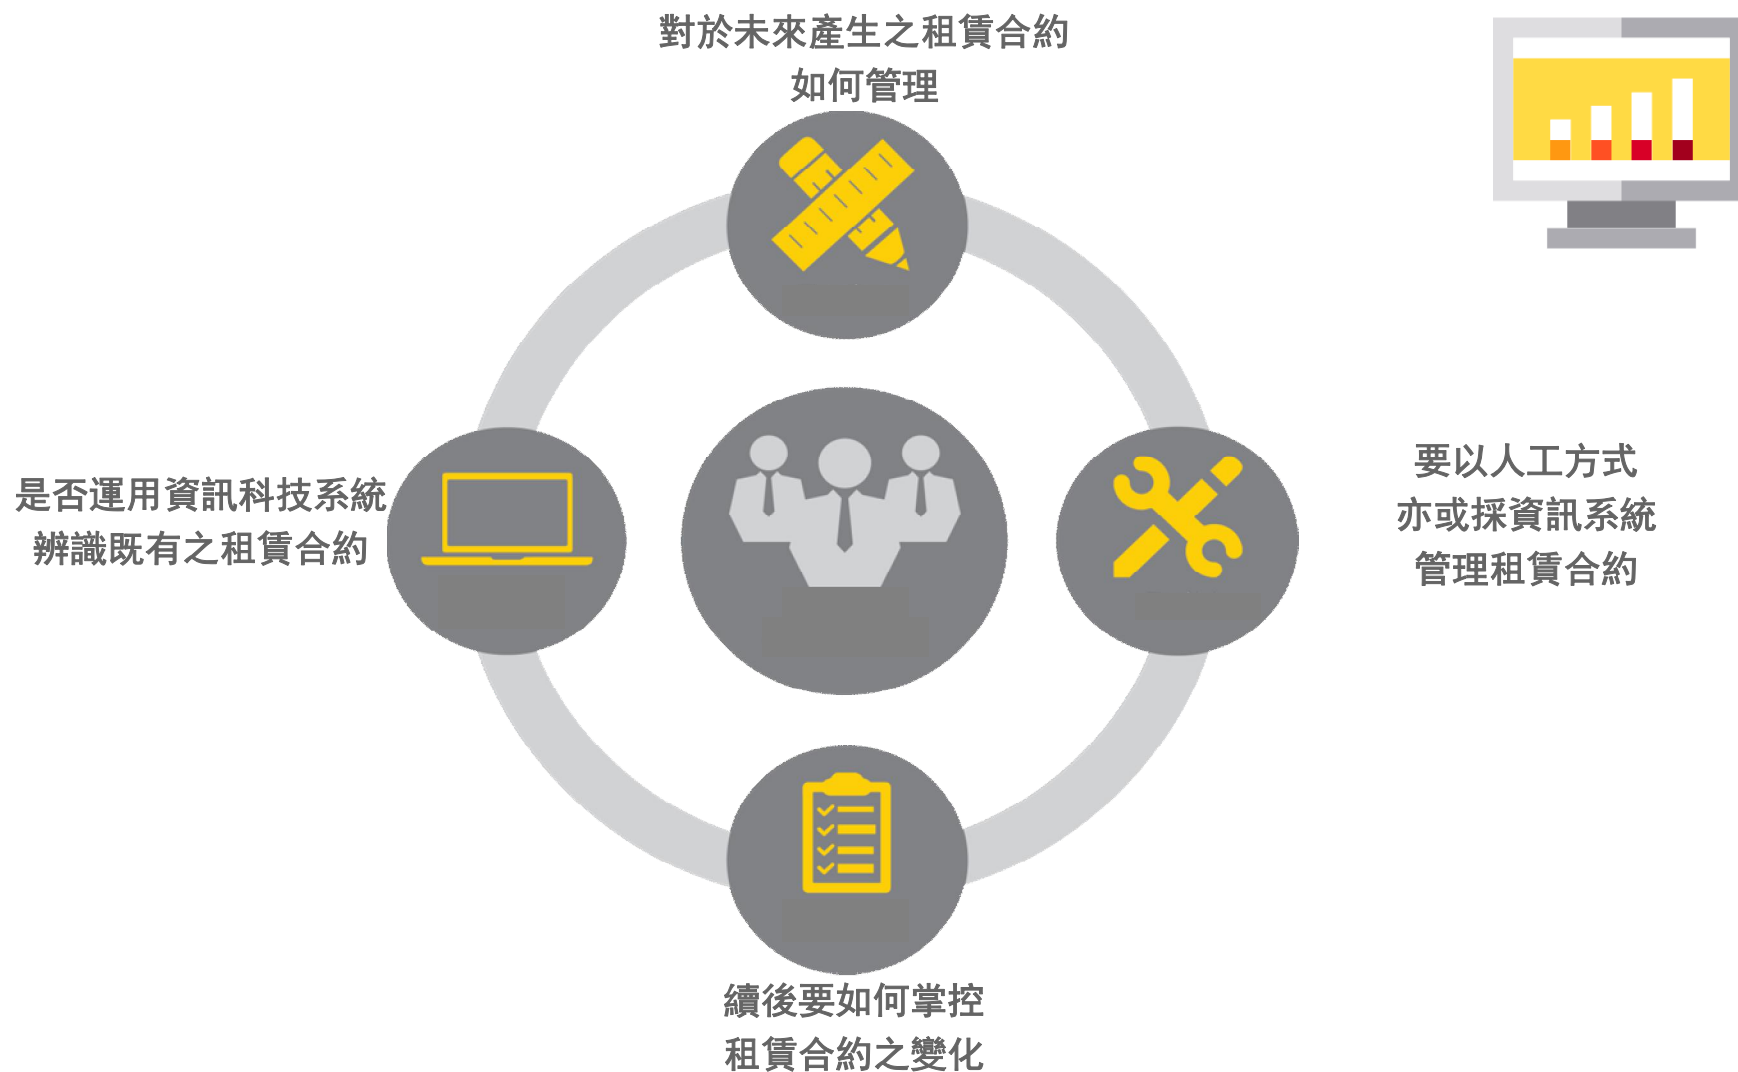 對於未來產生之租賃合約
如何管理
是否運用資訊科技系統
辨識既有之租賃合約
要以人工方式
亦或採資訊系統
管理租賃合約
續後要如何掌控
租賃合約之變化